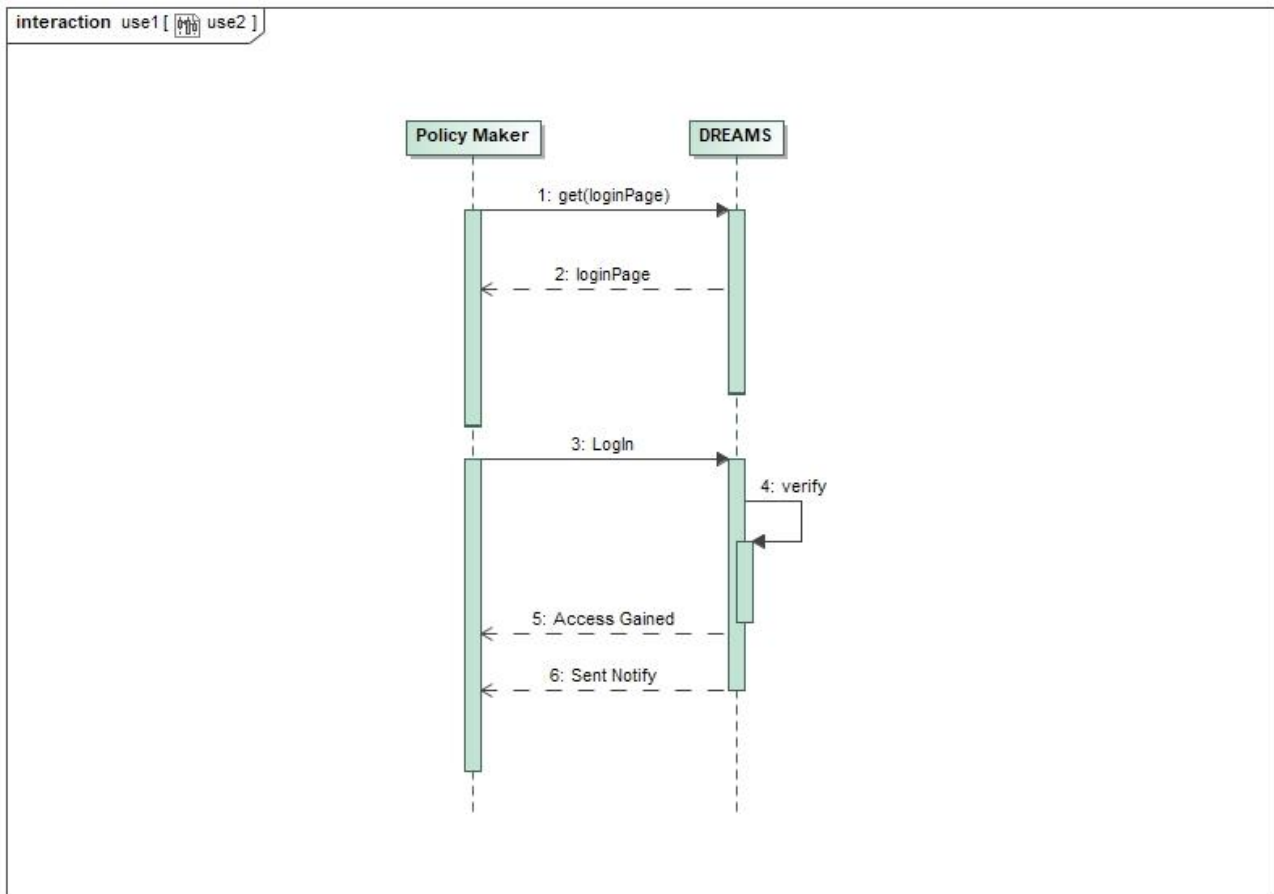 interaction use1 [ use2 ]
Policy Maker
DREAMS
1: get(loginPage)
2: loginPage
3: LogIn
4: verify
5: Access Gained
6: Sent Notify